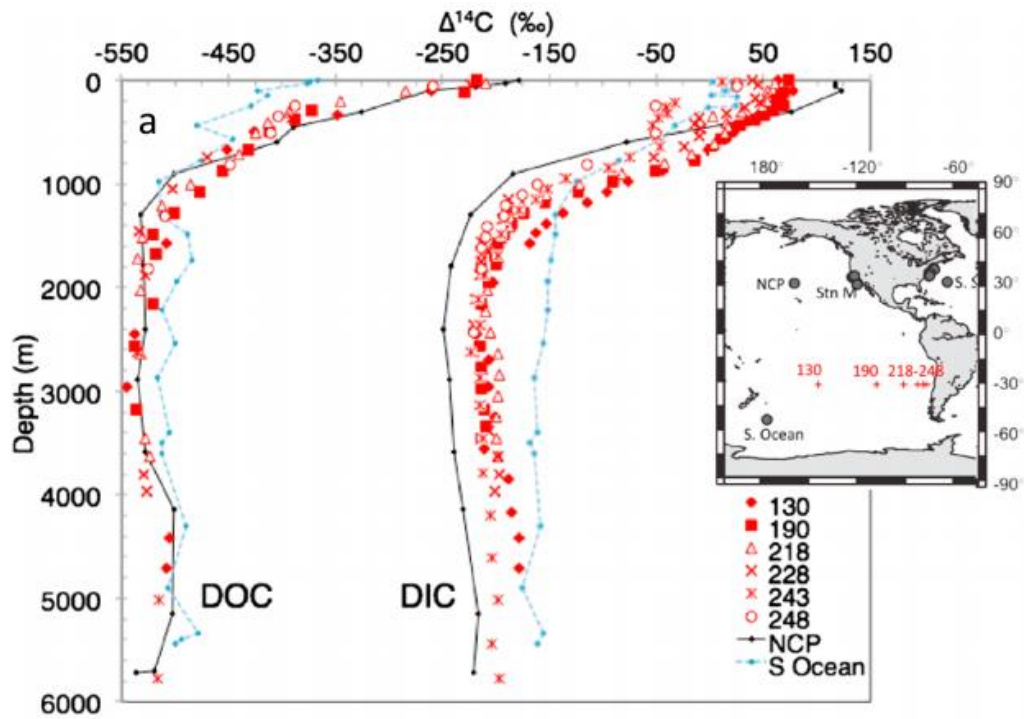 Δ¹⁴C (‰)
-550 -450 -350 -250 -150 -50 50 150
0
1000
2000
3000
4000
5000
6000
Depth (m)
a
DOC
DIC
180 -120 -60
90°
60°
30°
0°
-30°
-60°
-90°
NCP
Stn M
S. S
130 190 218-248
S. Ocean
130
190
218
228
243
248
NCP
S Ocean